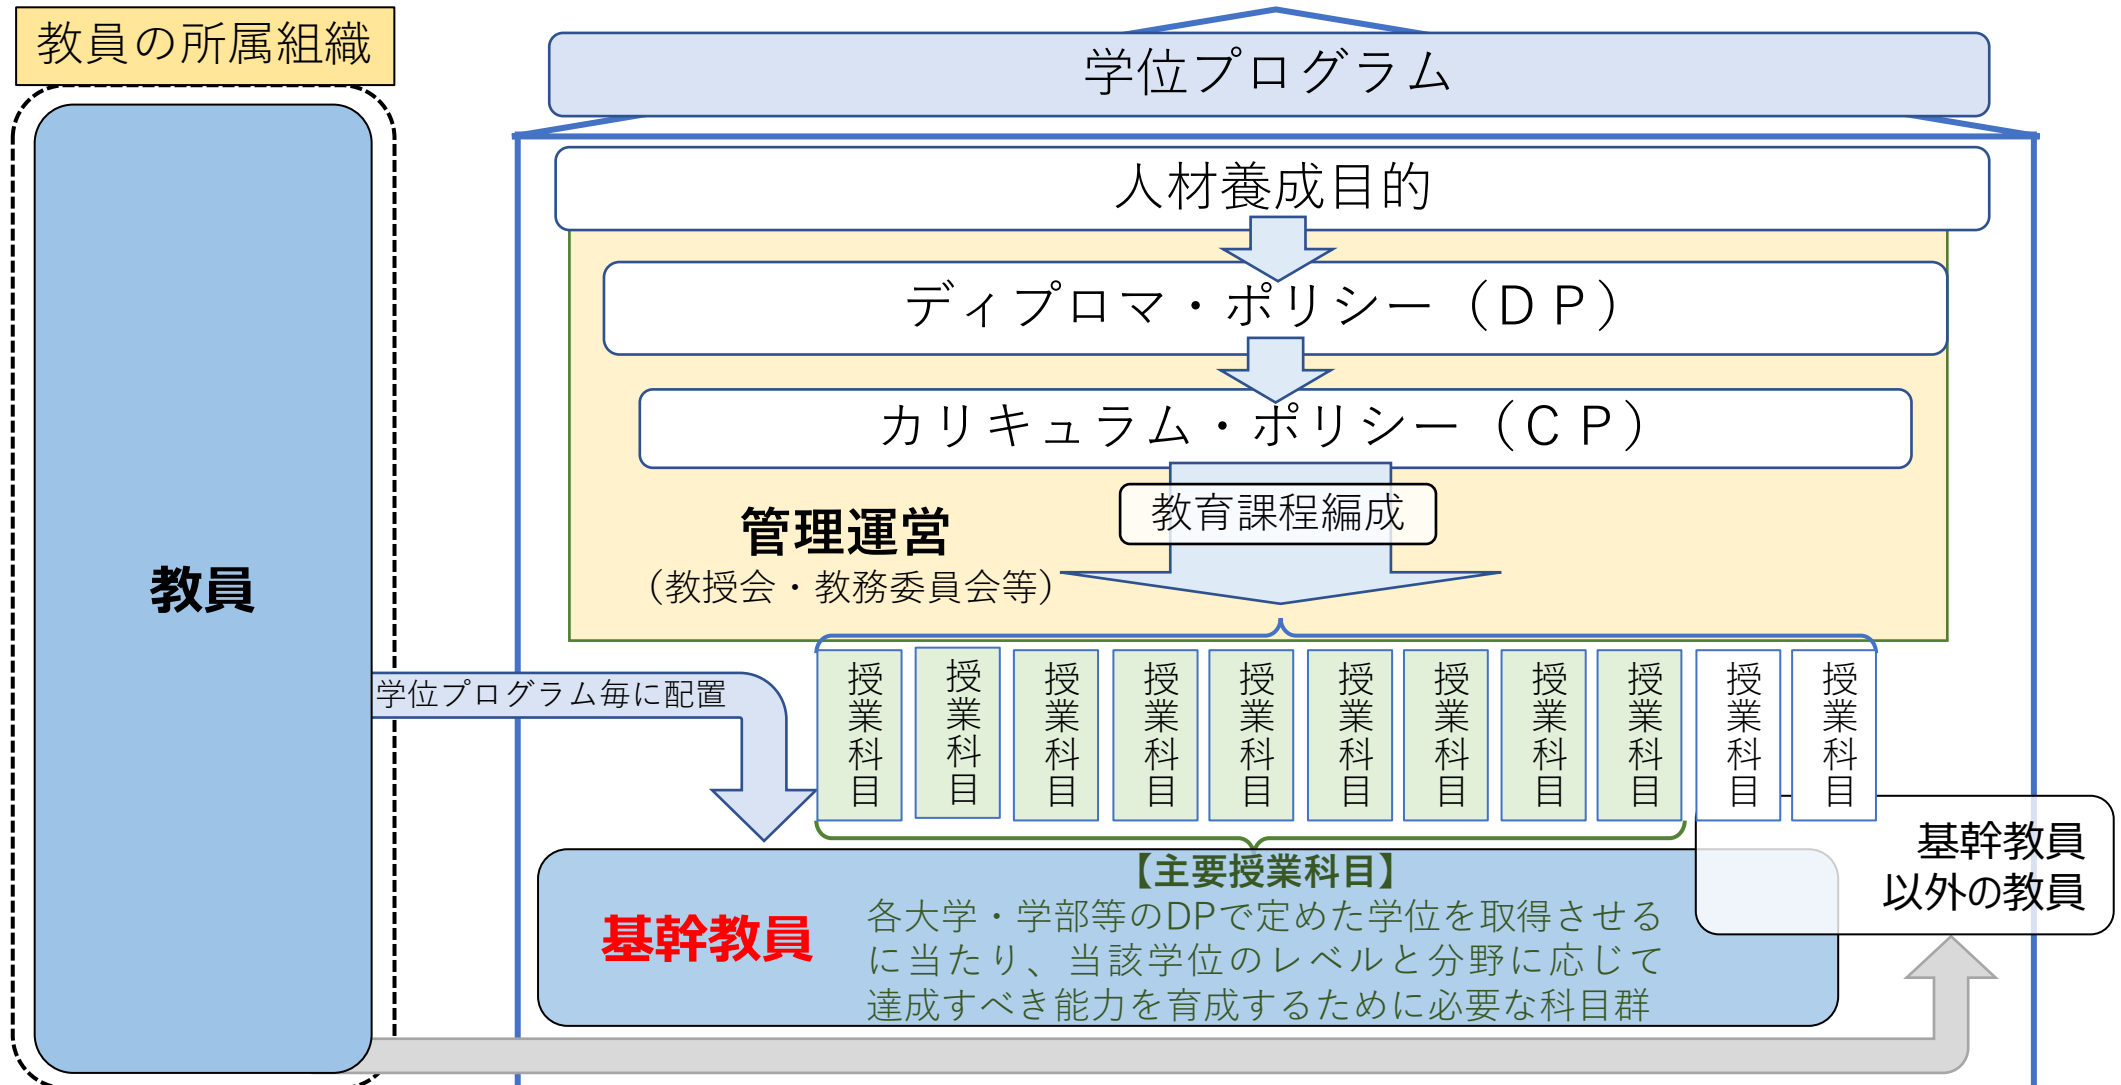 教員の所属組織
学位プログラム
人材養成目的
ディプロマ・ポリシー（ＤＰ）
カリキュラム・ポリシー（ＣＰ）
教育課程編成
管理運営
（教授会・教務委員会等）
教員
学位プログラム毎に配置
授業科目
授業科目
授業科目
授業科目
授業科目
授業科目
授業科目
授業科目
授業科目
授業科目
授業科目
【主要授業科目】
基幹教員
各大学・学部等のDPで定めた学位を取得させる
に当たり、当該学位のレベルと分野に応じて
達成すべき能力を育成するために必要な科目群
基幹教員
以外の教員